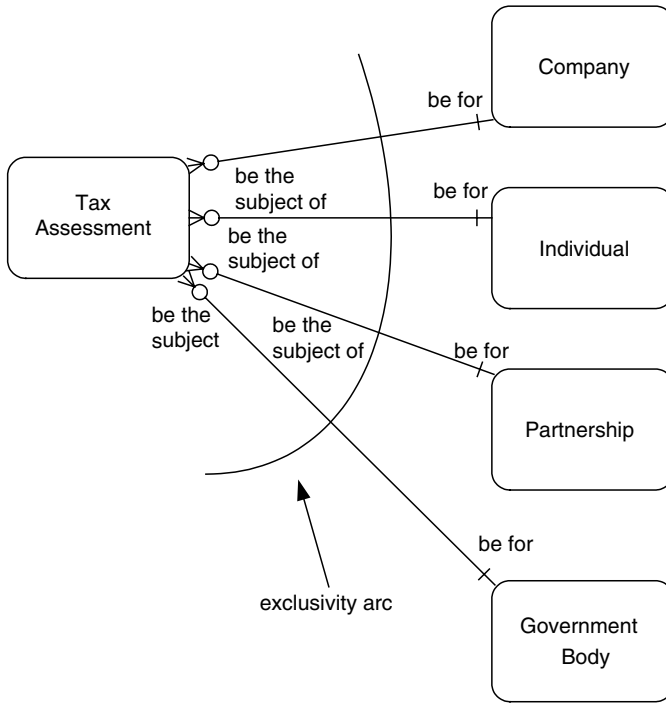 Company
be for
Tax
Assessment
be the
subject of
be for
Individual
be the
subject of
be the
subject
be the
subject of
be for
Partnership
be for
exclusivity arc
Government
Body